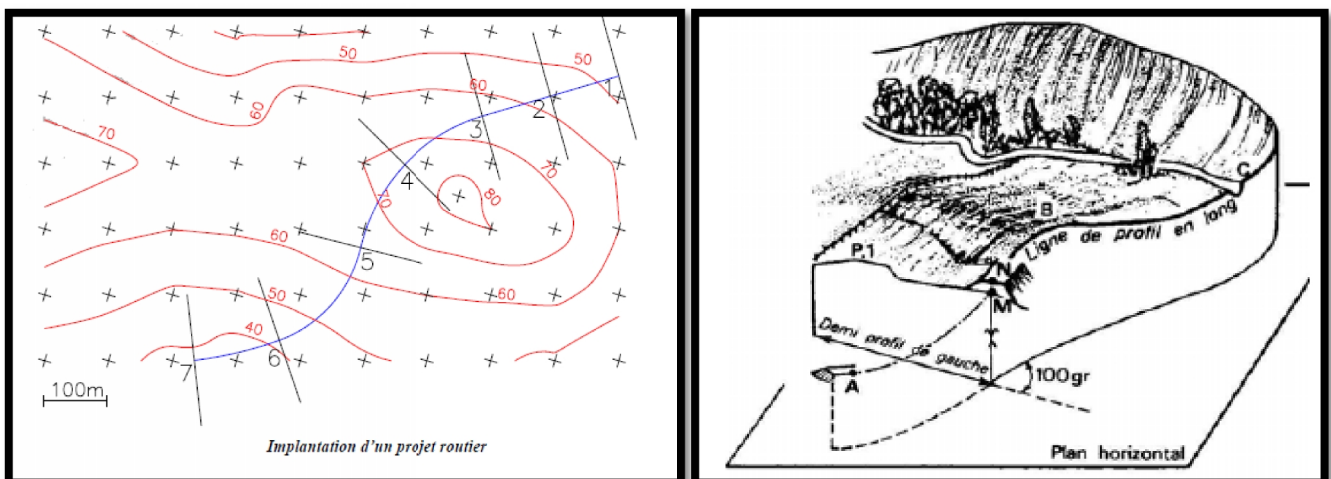 50
50
60
1
2
60
3
70
70
4
80
70
60
5
50
60
40
6
7
100m
Implantation d'un projet routier
C
B
Ligne de profil en long
P.1
N
M
Demi profil de gauche
A
100gr
Plan horizontal